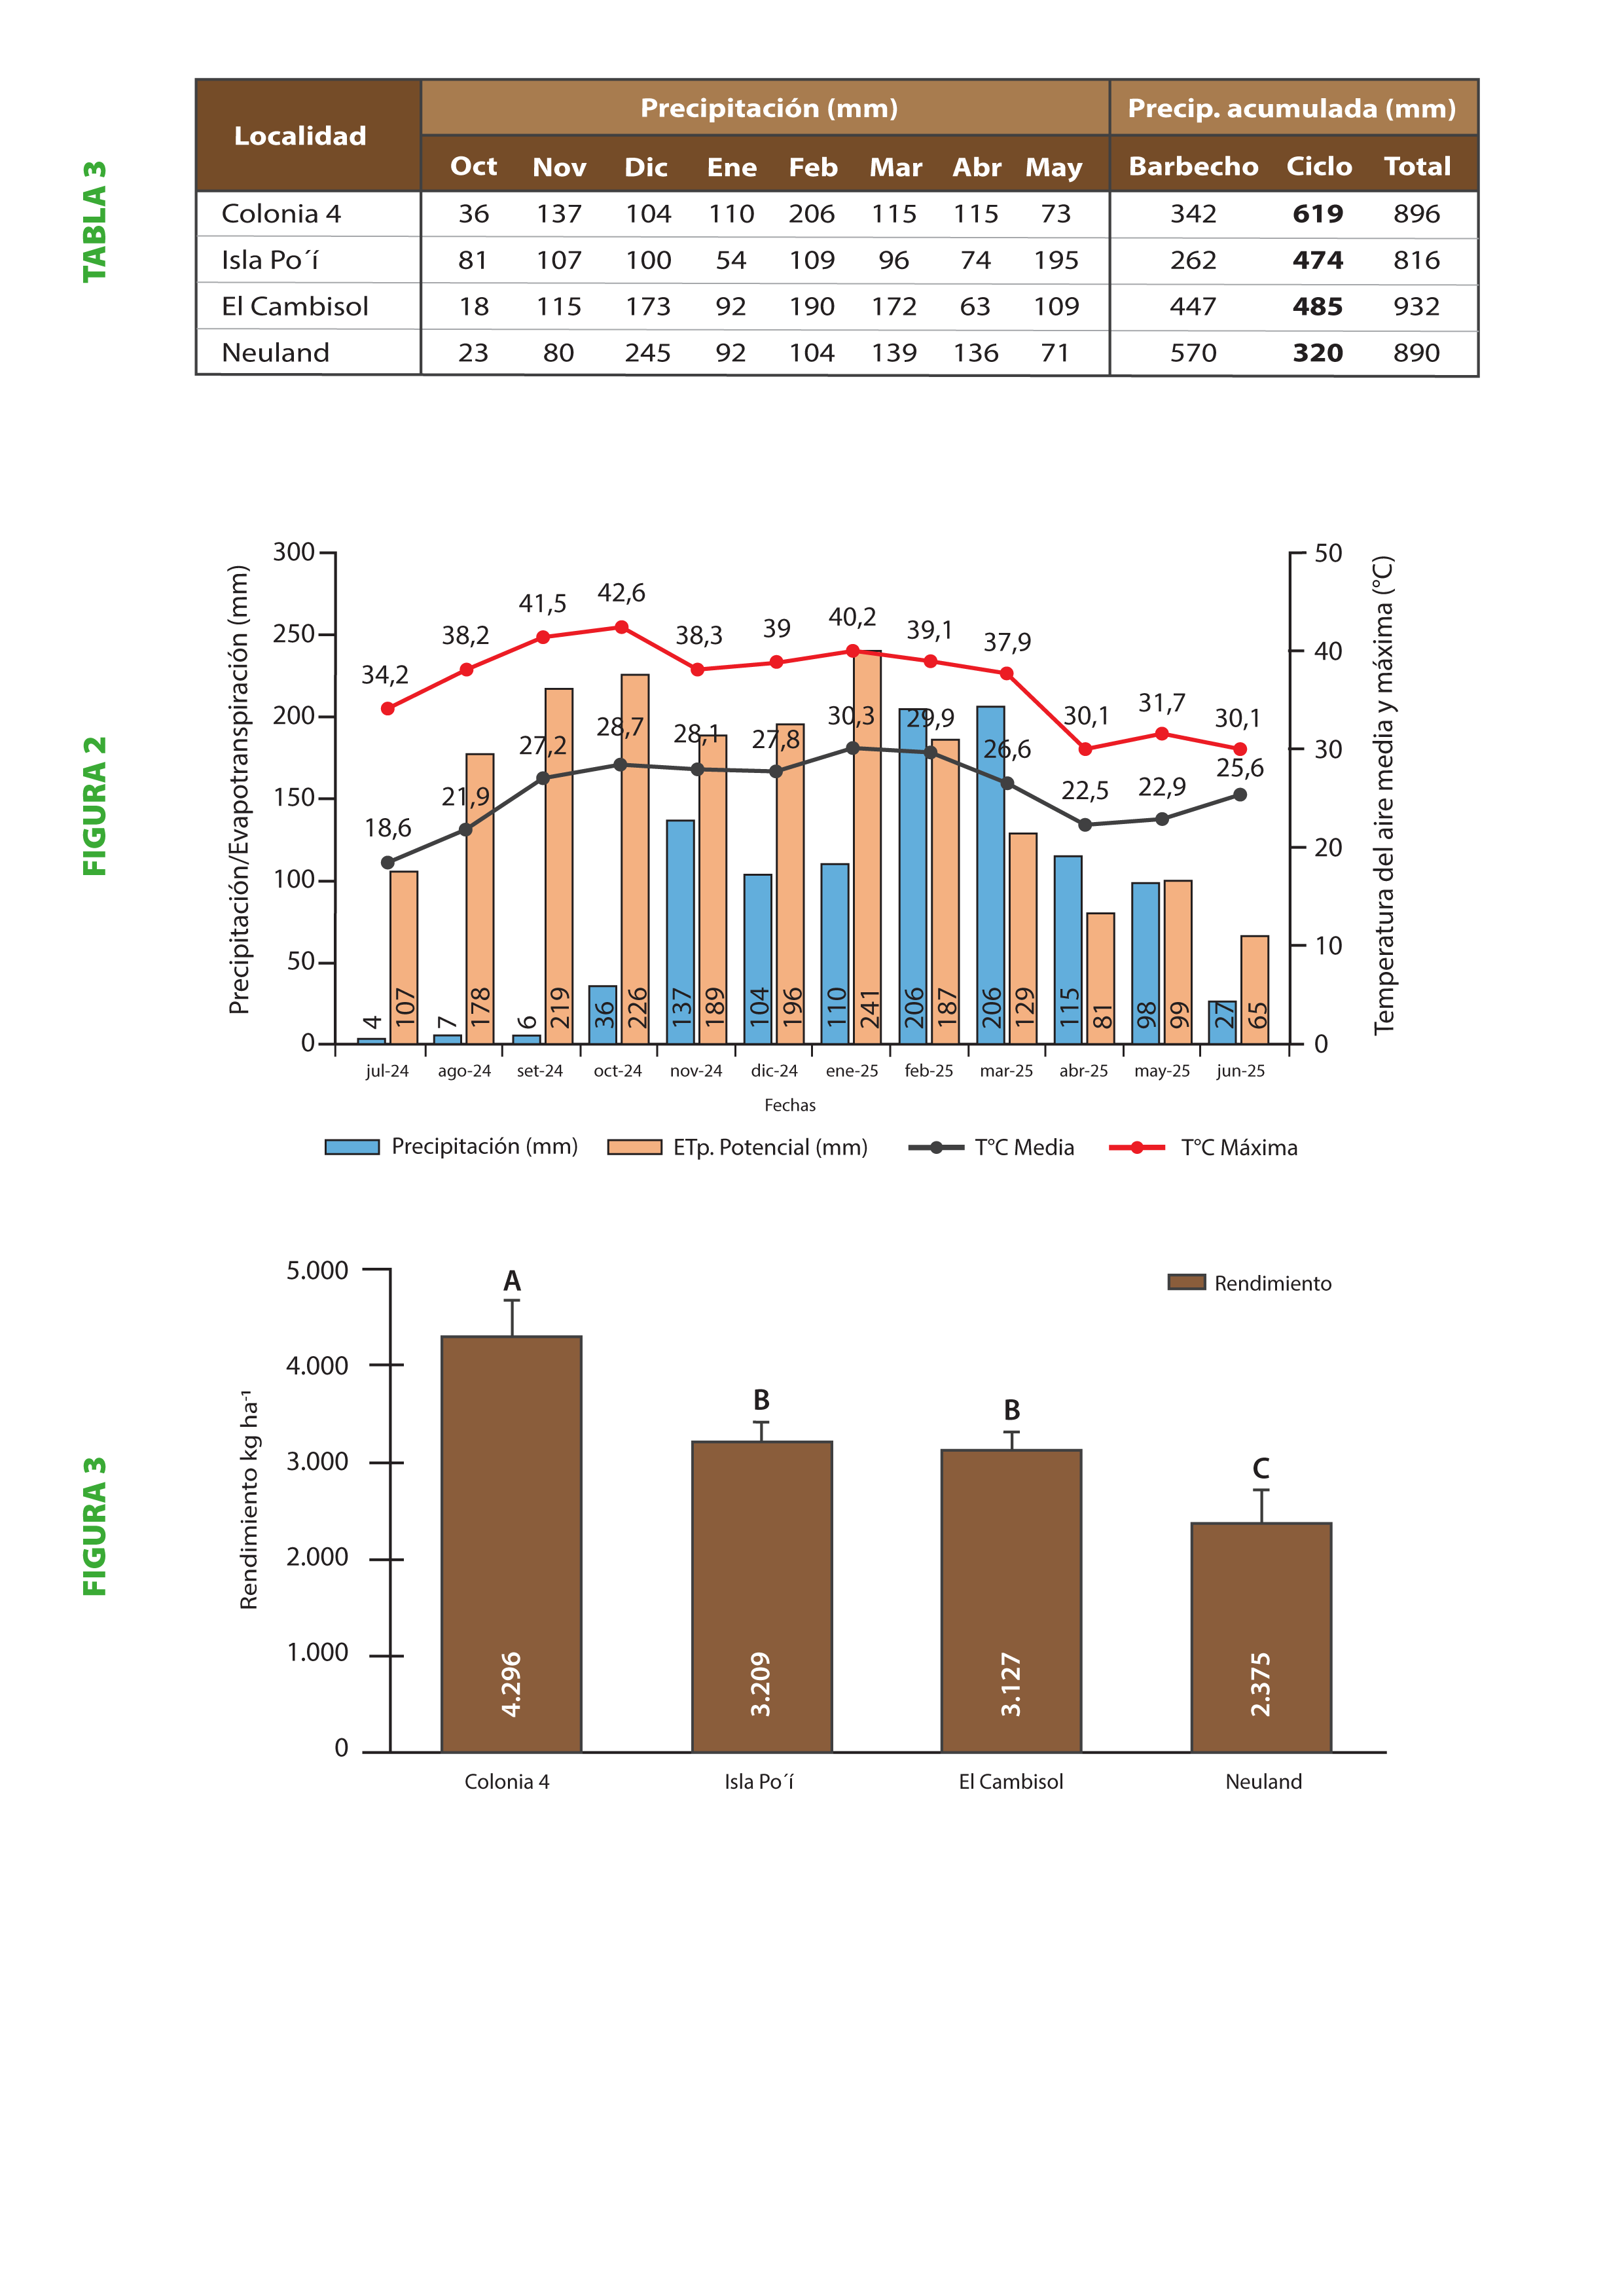 TABLA 3
Localidad Precipitación (mm) Precip. acumulada (mm)
Oct Nov Dic Ene Feb Mar Abr May Barbecho Ciclo Total
Colonia 4 36 137 104 110 206 115 115 73 342 619 896
Isla Po´í 81 107 100 54 109 96 74 195 262 474 816
El Cambisol 18 115 173 92 190 172 63 109 447 485 932
Neuland 23 80 245 92 104 139 136 71 570 320 890
FIGURA 2
Precipitación/Evapotranspiración (mm)
300
250
200
150
100
50
0
34,2 38,2 41,5 42,6 38,3 39 40,2 39,1 37,9 30,1 31,7 30,1
18,6 21,9 27,2 28,7 28,1 27,8 30,3 29,9 26,6 22,5 22,9 25,6
4 107 7 178 6 219 36 226 137 189 104 196 110 241 206 187 206 129 115 81 98 99 27 65
50
40
30
20
10
0
Temperatura del aire media y máxima (°C)
jul-24 ago-24 set-24 oct-24 nov-24 dic-24 ene-25 feb-25 mar-25 abr-25 may-25 jun-25
Fechas
Precipitación (mm) ETp. Potencial (mm) T°C Media T°C Máxima
FIGURA 3
Rendimiento kg ha⁻¹
5.000
4.000
3.000
2.000
1.000
0
A B B C
Rendimiento
4.296 3.209 3.127 2.375
Colonia 4 Isla Po´í El Cambisol Neuland